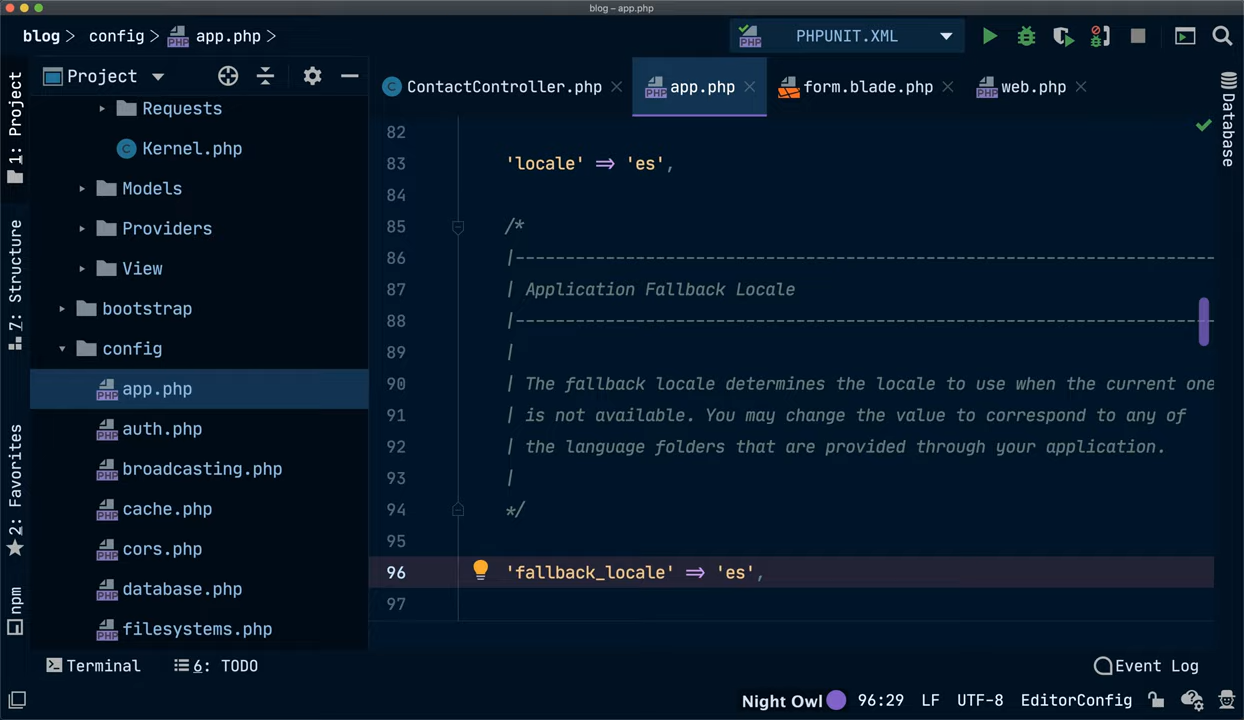 blog – app.php
blog > config > app.php >
PHPUNIT.XML
1: Project
7: Structure
2: Favorites
npm
Project
Requests
Kernel.php
Models
Providers
View
bootstrap
config
app.php
auth.php
broadcasting.php
cache.php
cors.php
database.php
filesystems.php
ContactController.php
app.php
form.blade.php
web.php
82
83 'locale' => 'es',
84
85 /*
86 |----------------------------------------------------------------------
87 | Application Fallback Locale
88 |----------------------------------------------------------------------
89 |
90 | The fallback locale determines the locale to use when the current one
91 | is not available. You may change the value to correspond to any of
92 | the language folders that are provided through your application.
93 |
94 */
95
96 'fallback_locale' => 'es',
97
Database
Terminal
6: TODO
Event Log
Night Owl
96:29
LF
UTF-8
EditorConfig